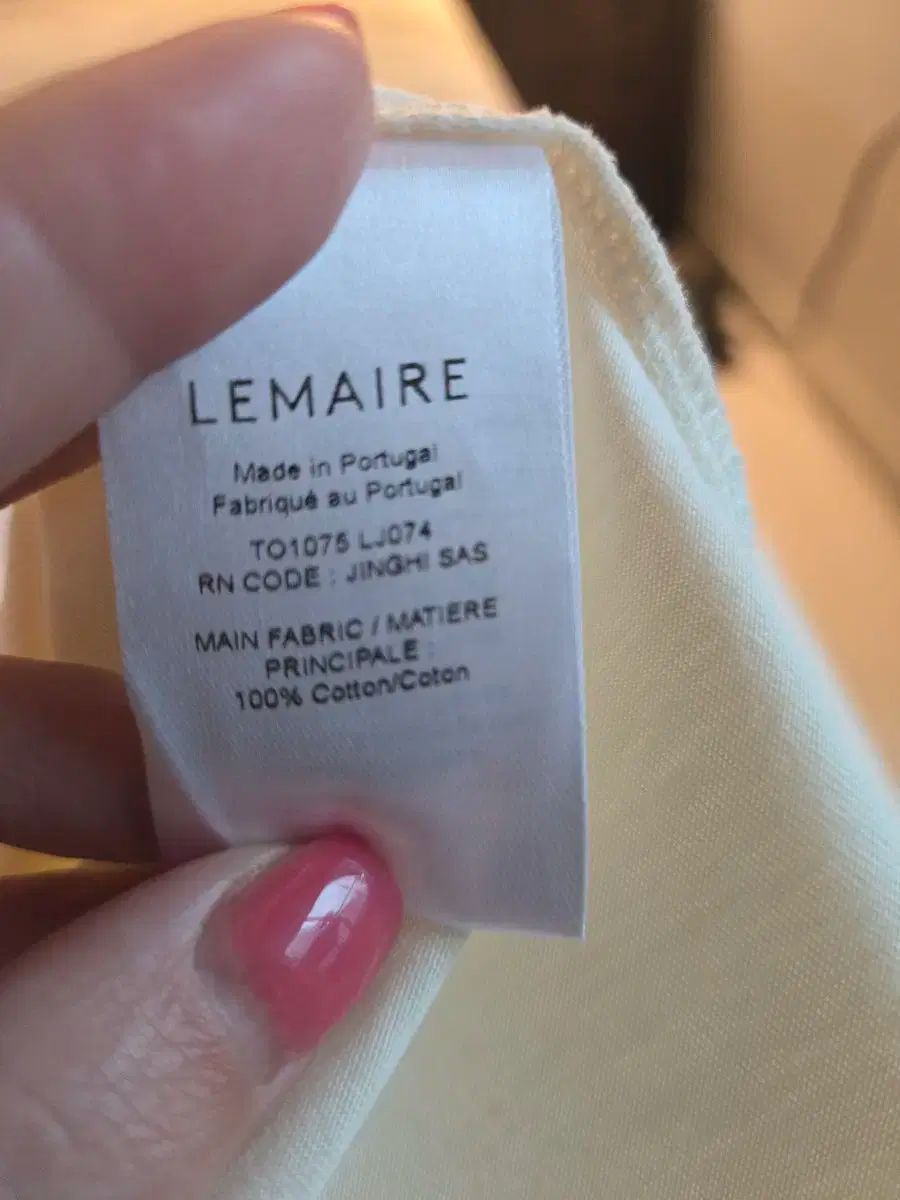 LEMAIRE
Made in Portugal
Fabriqué au Portugal
TO1075 LJ074
RN CODE : JINGHI SAS
MAIN FABRIC / MATIERE
PRINCIPALE :
100% Cotton/Coton